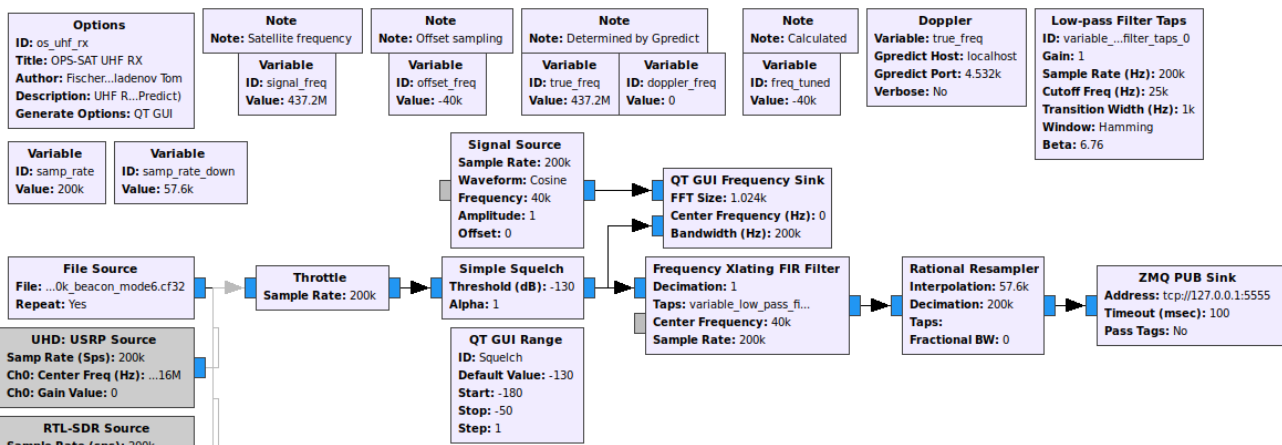 Options
ID: os_uhf_rx
Title: OPS-SAT UHF RX
Author: Fischer...ladenov Tom
Description: UHF R...Predict)
Generate Options: QT GUI
Note
Note: Satellite frequency
Variable
ID: signal_freq
Value: 437.2M
Note
Note: Offset sampling
Variable
ID: offset_freq
Value: -40k
Note
Note: Determined by Gpredict
Variable
ID: true_freq
Value: 437.2M
Variable
ID: doppler_freq
Value: 0
Note
Note: Calculated
Variable
ID: freq_tuned
Value: -40k
Doppler
Variable: true_freq
Gpredict Host: localhost
Gpredict Port: 4.532k
Verbose: No
Low-pass Filter Taps
ID: variable_...filter_taps_0
Gain: 1
Sample Rate (Hz): 200k
Cutoff Freq (Hz): 25k
Transition Width (Hz): 1k
Window: Hamming
Beta: 6.76
Variable
ID: samp_rate
Value: 200k
Variable
ID: samp_rate_down
Value: 57.6k
Signal Source
Sample Rate: 200k
Waveform: Cosine
Frequency: 40k
Amplitude: 1
Offset: 0
QT GUI Frequency Sink
FFT Size: 1.024k
Center Frequency (Hz): 0
Bandwidth (Hz): 200k
File Source
File: ...0k_beacon_mode6.cf32
Repeat: Yes
Throttle
Sample Rate: 200k
Simple Squelch
Threshold (dB): -130
Alpha: 1
Frequency Xlating FIR Filter
Decimation: 1
Taps: variable_low_pass_fi...
Center Frequency: 40k
Sample Rate: 200k
Rational Resampler
Interpolation: 57.6k
Decimation: 200k
Taps:
Fractional BW: 0
ZMQ PUB Sink
Address: tcp://127.0.0.1:5555
Timeout (msec): 100
Pass Tags: No
UHD: USRP Source
Samp Rate (Sps): 200k
Ch0: Center Freq (Hz): ...16M
Ch0: Gain Value: 0
QT GUI Range
ID: Squelch
Default Value: -130
Start: -180
Stop: -50
Step: 1
RTL-SDR Source
Sample Rate (sps): 200k